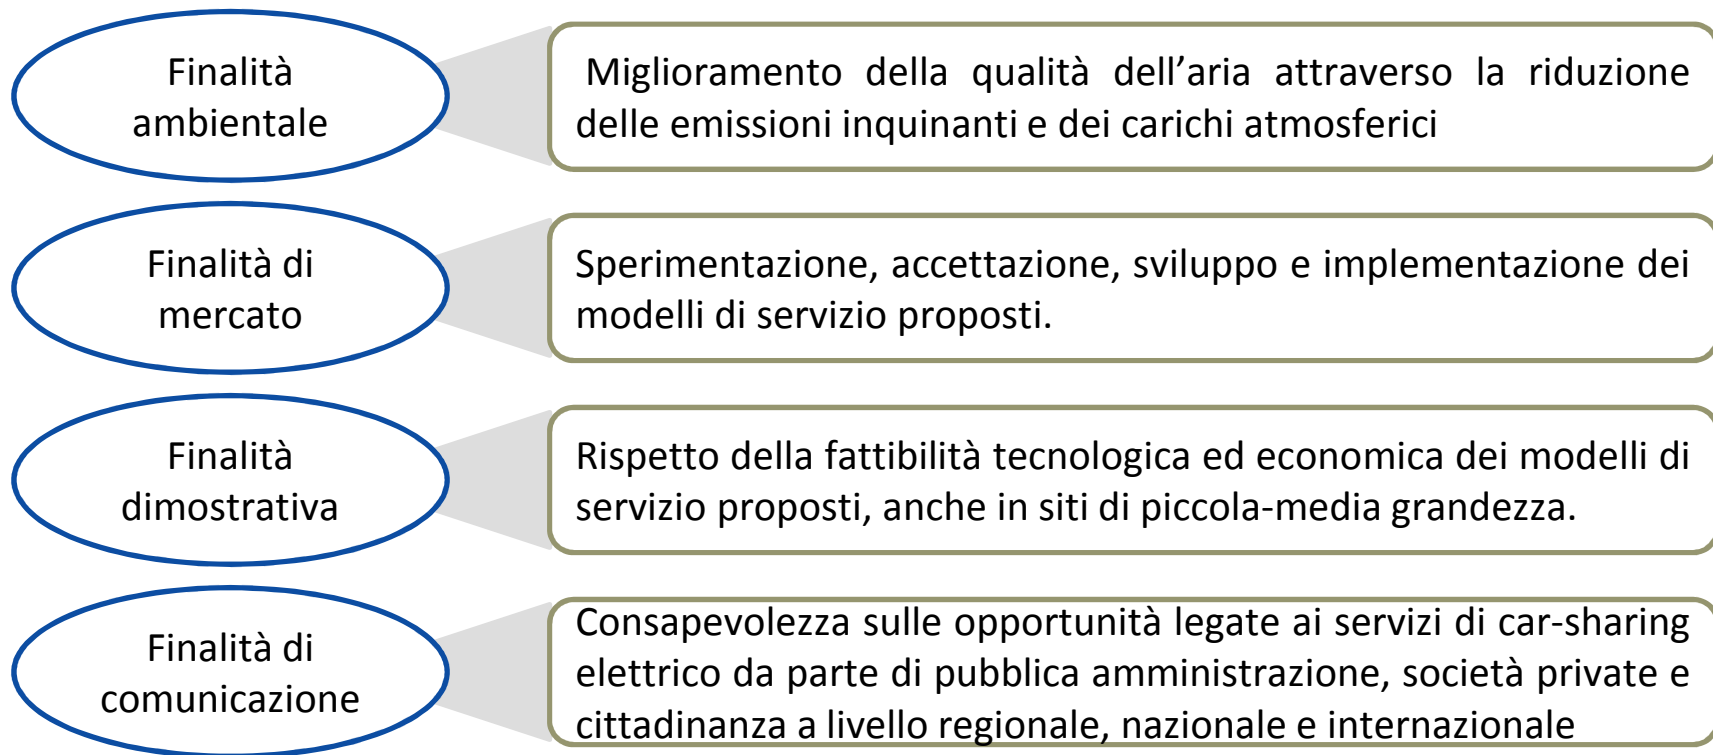 Finalità
ambientale
Miglioramento della qualità dell’aria attraverso la riduzione
delle emissioni inquinanti e dei carichi atmosferici
Finalità di
mercato
Sperimentazione, accettazione, sviluppo e implementazione dei
modelli di servizio proposti.
Finalità
dimostrativa
Rispetto della fattibilità tecnologica ed economica dei modelli di
servizio proposti, anche in siti di piccola-media grandezza.
Finalità di
comunicazione
Consapevolezza sulle opportunità legate ai servizi di car-sharing
elettrico da parte di pubblica amministrazione, società private e
cittadinanza a livello regionale, nazionale e internazionale